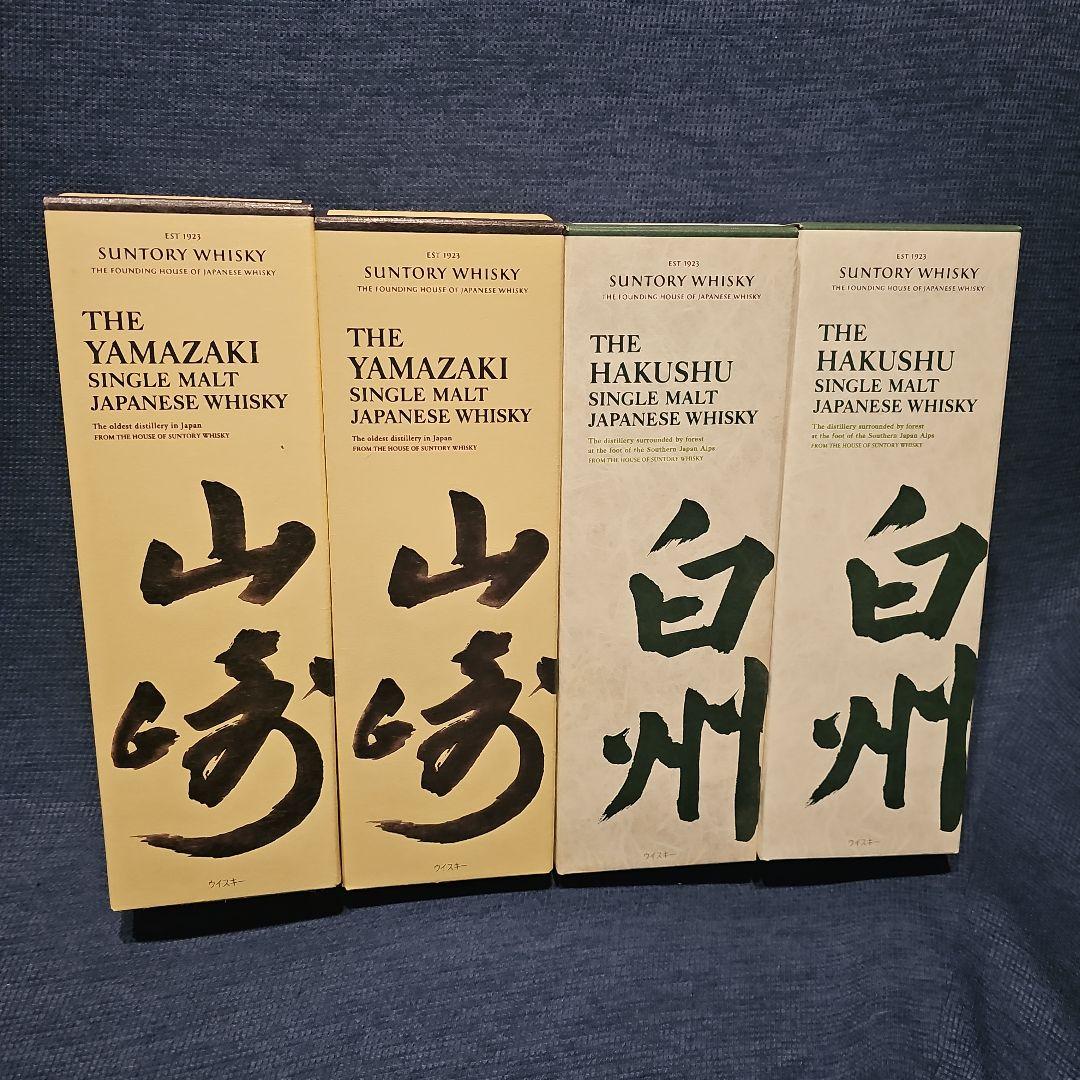 EST 1923
SUNTORY WHISKY
THE FOUNDING HOUSE OF JAPANESE WHISKY
THE
YAMAZAKI
SINGLE MALT
JAPANESE WHISKY
The oldest distillery in Japan
FROM THE HOUSE OF SUNTORY WHISKY
山
崎
ウイスキー
EST 1923
SUNTORY WHISKY
THE FOUNDING HOUSE OF JAPANESE WHISKY
THE
YAMAZAKI
SINGLE MALT
JAPANESE WHISKY
The oldest distillery in Japan
FROM THE HOUSE OF SUNTORY WHISKY
山
崎
ウイスキー
EST 1923
SUNTORY WHISKY
THE FOUNDING HOUSE OF JAPANESE WHISKY
THE
HAKUSHU
SINGLE MALT
JAPANESE WHISKY
The distillery surrounded by forest
at the foot of the Southern Japan Alps
FROM THE HOUSE OF SUNTORY WHISKY
白
州
ウイスキー
EST 1923
SUNTORY WHISKY
THE FOUNDING HOUSE OF JAPANESE WHISKY
THE
HAKUSHU
SINGLE MALT
JAPANESE WHISKY
The distillery surrounded by forest
at the foot of the Southern Japan Alps
FROM THE HOUSE OF SUNTORY WHISKY
白
州
ウイスキー